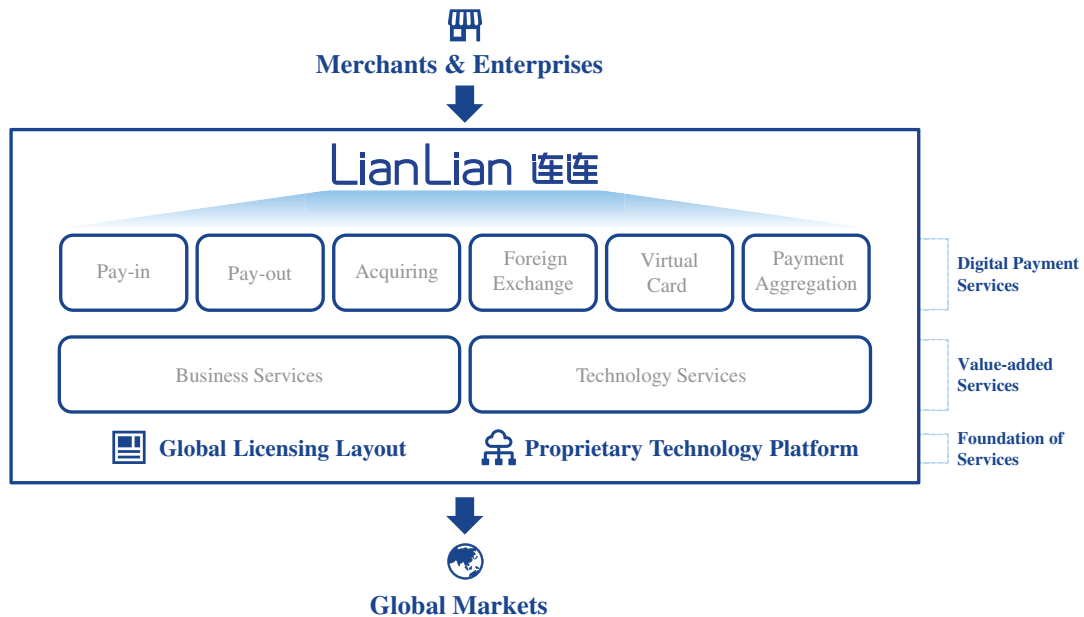 Merchants & Enterprises
LianLian 连连
Pay-in
Pay-out
Acquiring
Foreign
Exchange
Virtual
Card
Payment
Aggregation
Digital Payment
Services
Business Services
Technology Services
Value-added
Services
Global Licensing Layout
Proprietary Technology Platform
Foundation of
Services
Global Markets